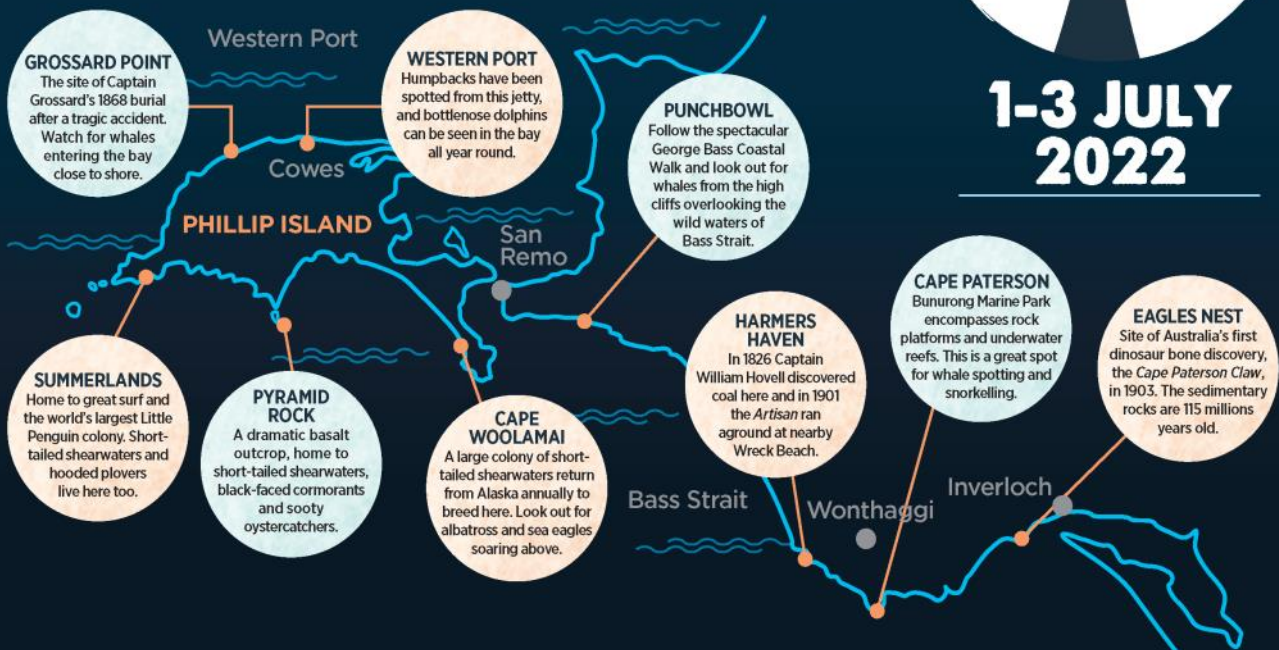 Western Port
GROSSARD POINT
The site of Captain
Grossard's 1868 burial
after a tragic accident.
Watch for whales
entering the bay
close to shore.
WESTERN PORT
Humpbacks have been
spotted from this jetty,
and bottlenose dolphins
can be seen in the bay
all year round.
PUNCHBOWL
Follow the spectacular
George Bass Coastal
Walk and look out for
whales from the high
cliffs overlooking the
wild waters of
Bass Strait.
1-3 JULY
2022
Cowes
PHILLIP ISLAND
San
Remo
SUMMERLANDS
Home to great surf and
the world's largest Little
Penguin colony. Short-
tailed shearwaters and
hooded plovers
live here too.
PYRAMID
ROCK
A dramatic basalt
outcrop, home to
short-tailed shearwaters,
black-faced cormorants
and sooty
oystercatchers.
CAPE
WOOLAMAI
A large colony of short-
tailed shearwaters return
from Alaska annually to
breed here. Look out for
albatross and sea eagles
soaring above.
HARMERS
HAVEN
In 1826 Captain
William Hovell discovered
coal here and in 1901
the Artisan ran
aground at nearby
Wreck Beach.
CAPE PATERSON
Bunurong Marine Park
encompasses rock
platforms and underwater
reefs. This is a great spot
for whale spotting and
snorkelling.
EAGLES NEST
Site of Australia's first
dinosaur bone discovery,
the Cape Paterson Claw,
in 1903. The sedimentary
rocks are 115 millions
years old.
Bass Strait
Wonthaggi
Inverloch